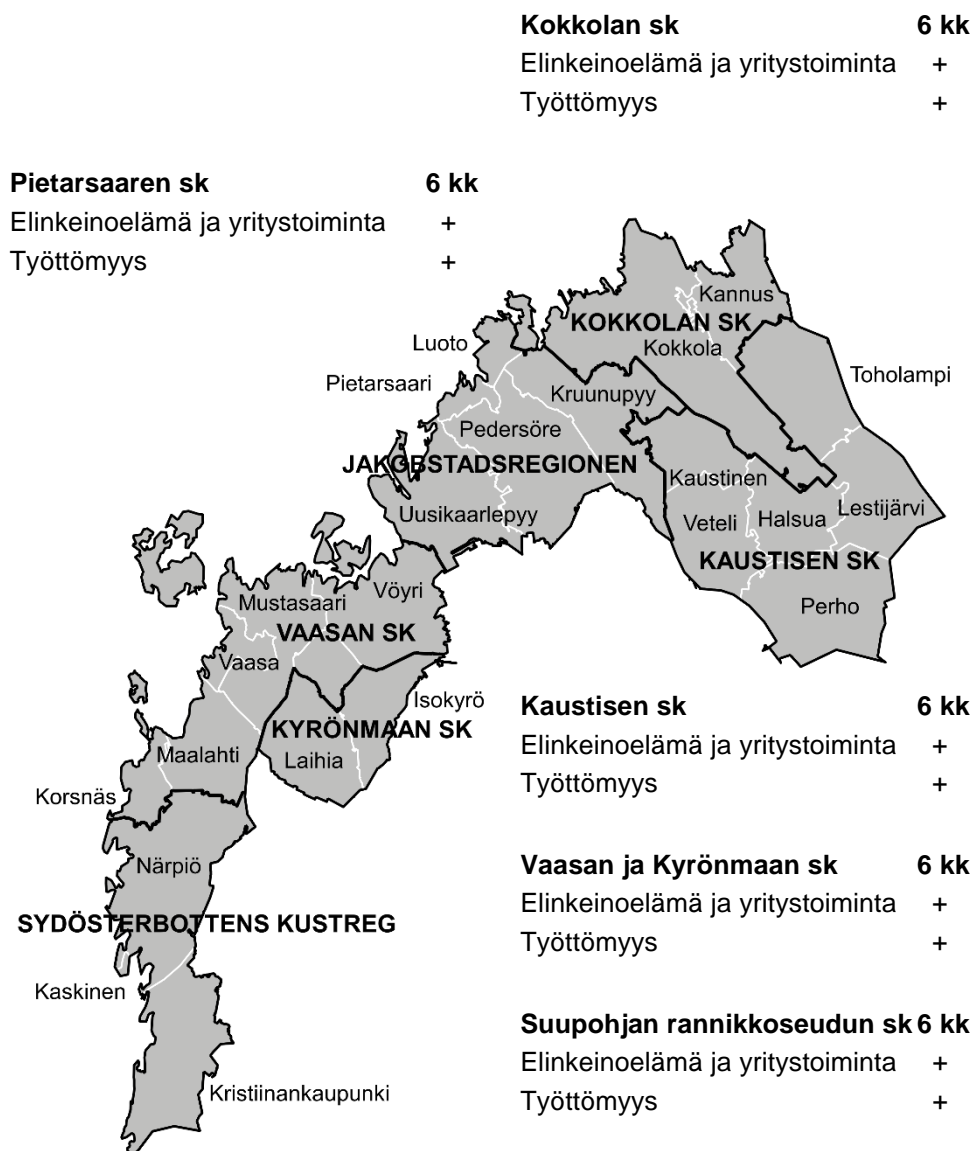 Kokkolan sk 6 kk
Elinkeinoelämä ja yritystoiminta +
Työttömyys +
Pietarsaaren sk 6 kk
Elinkeinoelämä ja yritystoiminta +
Työttömyys +
Kannus
KOKKOLAN SK
Kokkola
Luoto
Toholampi
Pietarsaari
Kruunupyy
Pedersöre
JAKOBSTADSREGIONEN
Kaustinen
Uusikaarlepyy
Veteli
Halsua
Lestijärvi
KAUSTISEN SK
Perho
Vöyri
Mustasaari
VAASAN SK
Vaasa
Isokyrö
KYRÖNMAAN SK
Maalahti
Laihia
Korsnäs
Närpiö
SYDÖSTERBOTTENS KUSTREG
Kaskinen
Kristiinankaupunki
Kaustisen sk 6 kk
Elinkeinoelämä ja yritystoiminta +
Työttömyys +
Vaasan ja Kyrönmaan sk 6 kk
Elinkeinoelämä ja yritystoiminta +
Työttömyys +
Suupohjan rannikkoseudun sk 6 kk
Elinkeinoelämä ja yritystoiminta +
Työttömyys +